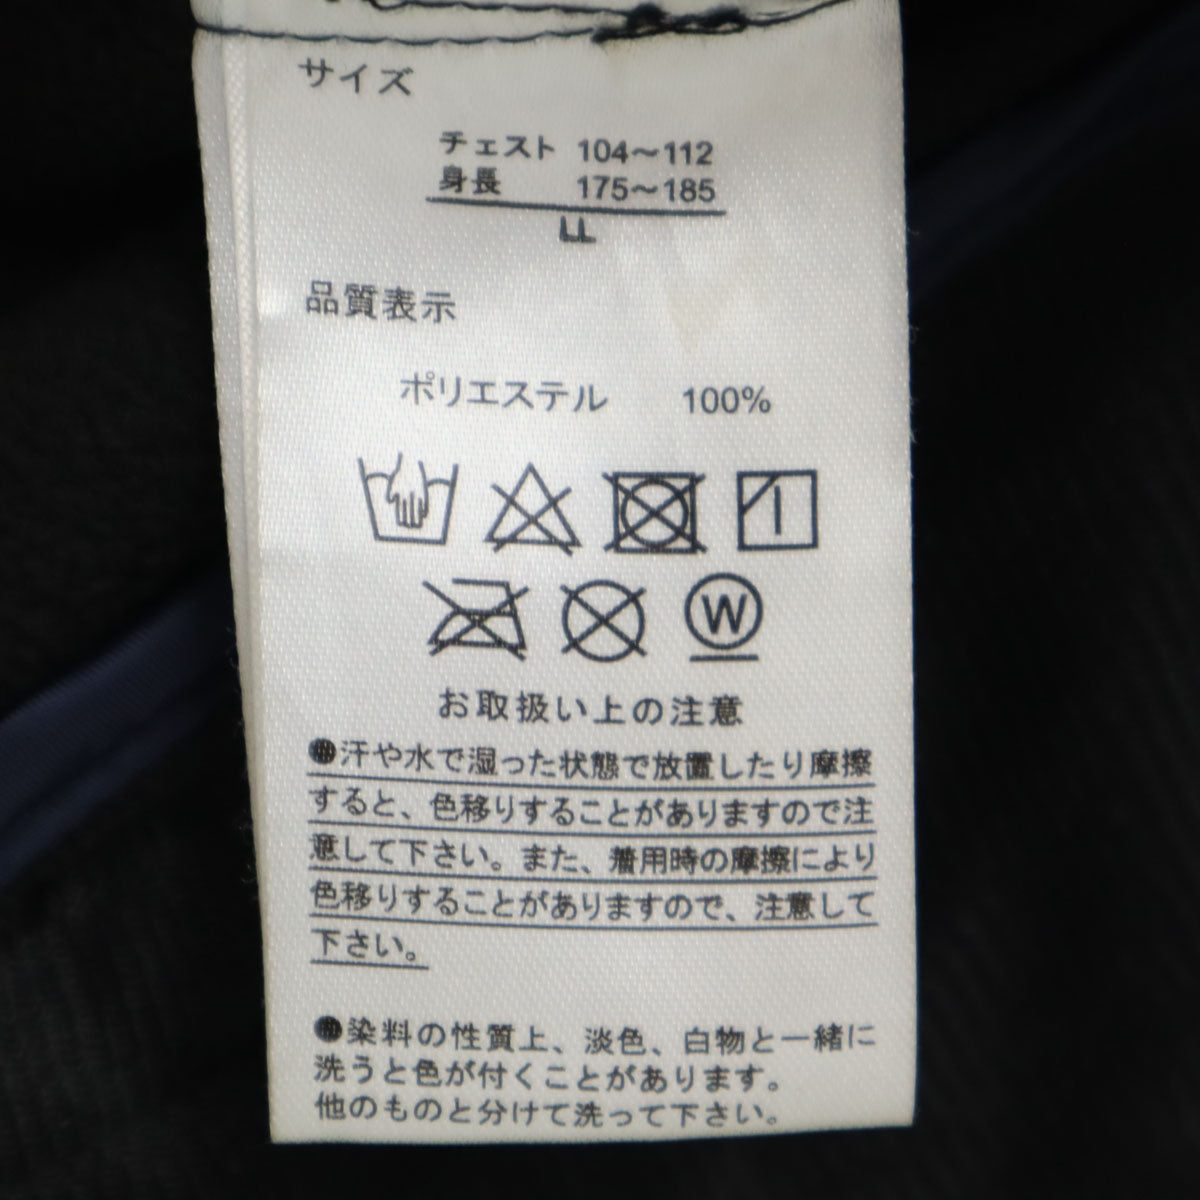 サイズ
チェスト 104～112
身長 175～185
LL
品質表示
ポリエステル 100%
W
お取扱い上の注意
●汗や水で湿った状態で放置したり摩擦
すると、色移りすることがありますので注
意して下さい。また、着用時の摩擦により
色移りすることがありますので、注意して
下さい。
●染料の性質上、淡色、白物と一緒に
洗うと色が付くことがあります。
他のものと分けて洗って下さい。